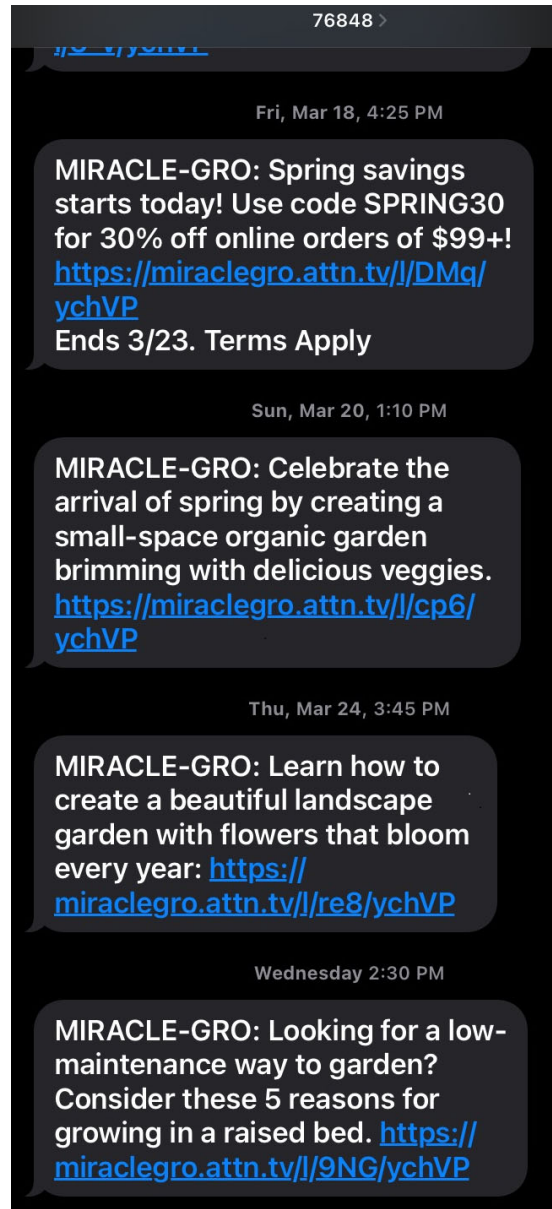 76848 >
Fri, Mar 18, 4:25 PM
MIRACLE-GRO: Spring savings
starts today! Use code SPRING30
for 30% off online orders of $99+!
https://miraclegro.attn.tv/l/DMq/
ychVP
Ends 3/23. Terms Apply
Sun, Mar 20, 1:10 PM
MIRACLE-GRO: Celebrate the
arrival of spring by creating a
small-space organic garden
brimming with delicious veggies.
https://miraclegro.attn.tv/l/cp6/
ychVP
Thu, Mar 24, 3:45 PM
MIRACLE-GRO: Learn how to
create a beautiful landscape
garden with flowers that bloom
every year: https://
miraclegro.attn.tv/l/re8/ychVP
Wednesday 2:30 PM
MIRACLE-GRO: Looking for a low-
maintenance way to garden?
Consider these 5 reasons for
growing in a raised bed. https://
miraclegro.attn.tv/l/9NG/ychVP